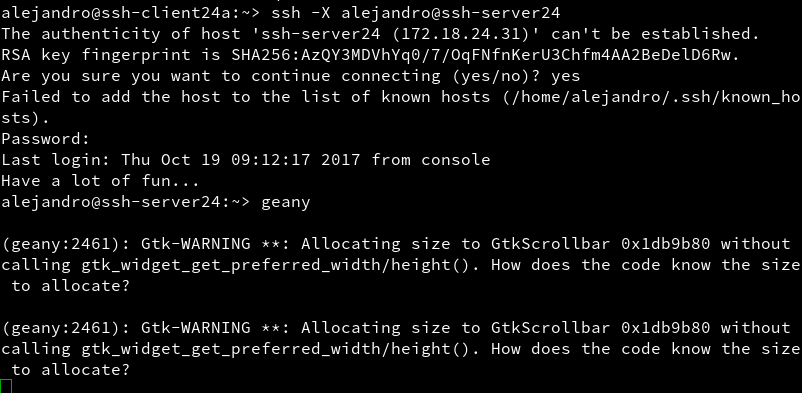 alejandro@ssh-client24a:~> ssh -X alejandro@ssh-server24
The authenticity of host 'ssh-server24 (172.18.24.31)' can't be established.
RSA key fingerprint is SHA256:AzQY3MDVhYq0/7/OqFNfnKerU3Chfm4AA2BeDelD6Rw.
Are you sure you want to continue connecting (yes/no)? yes
Failed to add the host to the list of known hosts (/home/alejandro/.ssh/known_ho
sts).
Password:
Last login: Thu Oct 19 09:12:17 2017 from console
Have a lot of fun...
alejandro@ssh-server24:~> geany

(geany:2461): Gtk-WARNING **: Allocating size to GtkScrollbar 0x1db9b80 without
calling gtk_widget_get_preferred_width/height(). How does the code know the size
 to allocate?

(geany:2461): Gtk-WARNING **: Allocating size to GtkScrollbar 0x1db9b80 without
calling gtk_widget_get_preferred_width/height(). How does the code know the size
 to allocate?